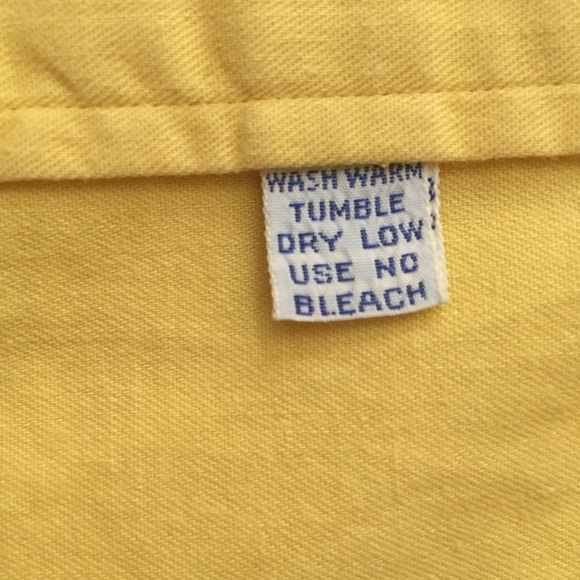 WASH WARM
TUMBLE
DRY LOW
USE NO
BLEACH